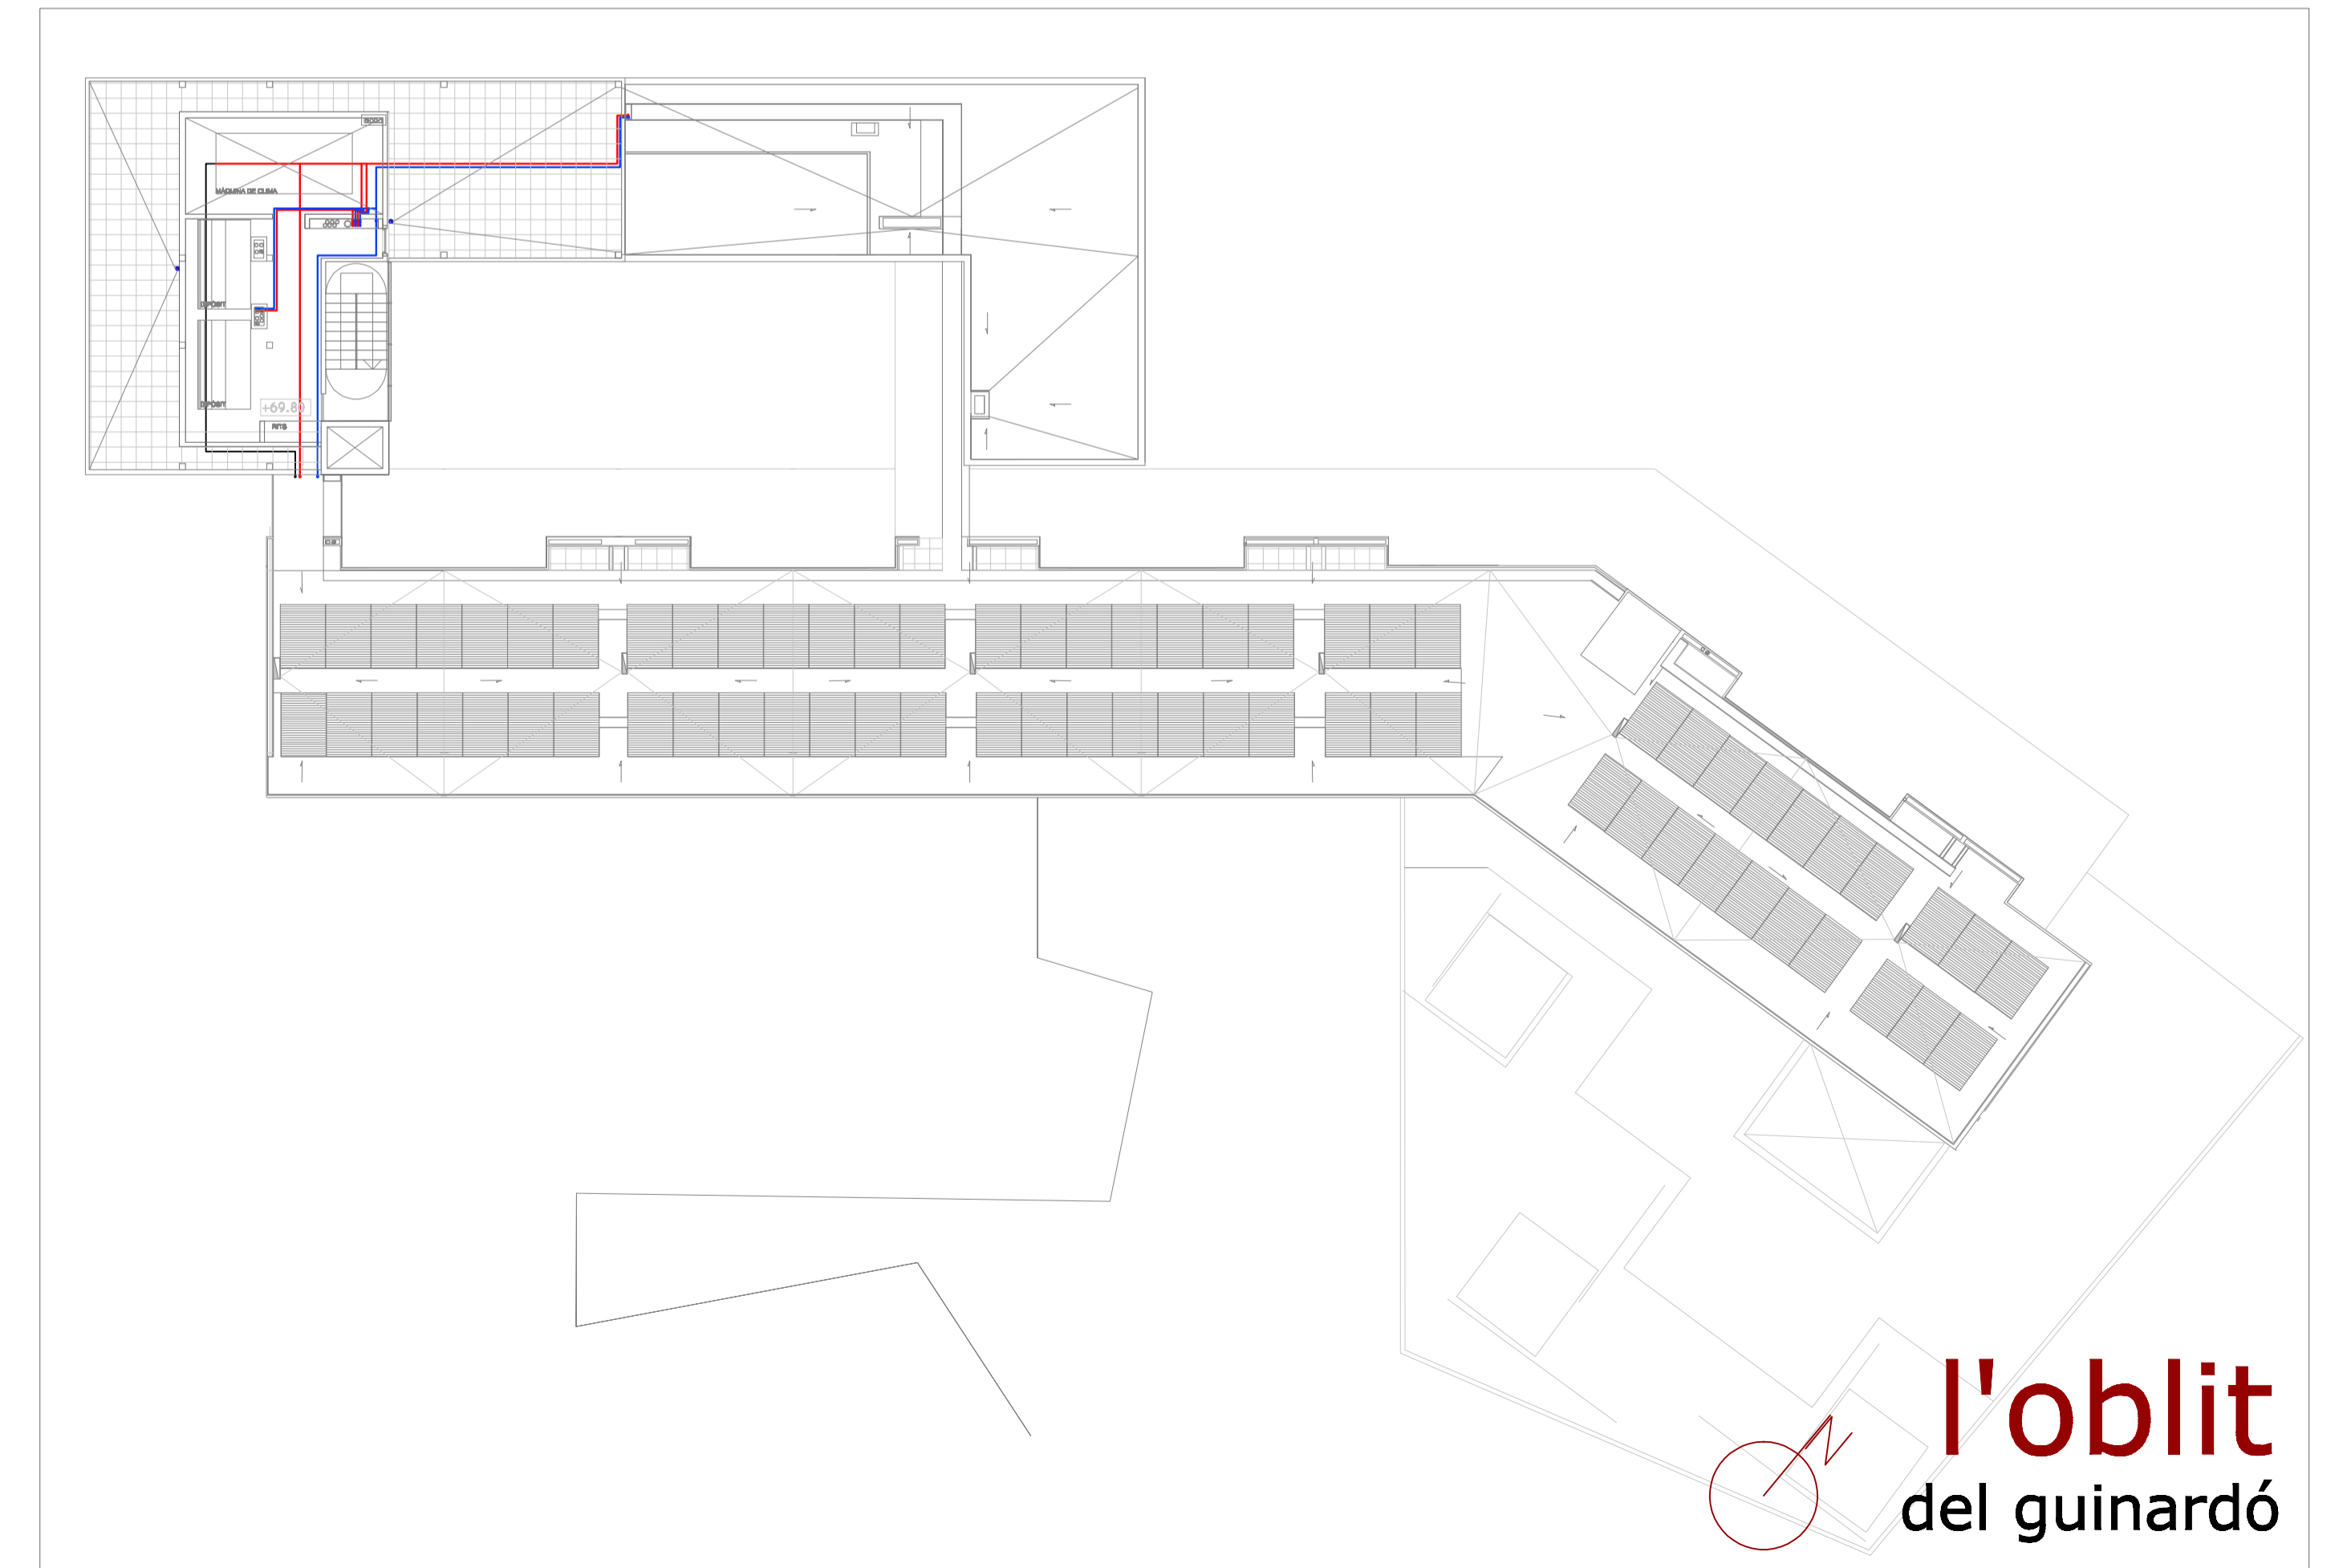 MÀQUINA DE CLIMA
DIPÒSIT
DIPÒSIT
+69.80
RITS
N
l'oblit
del guinardó